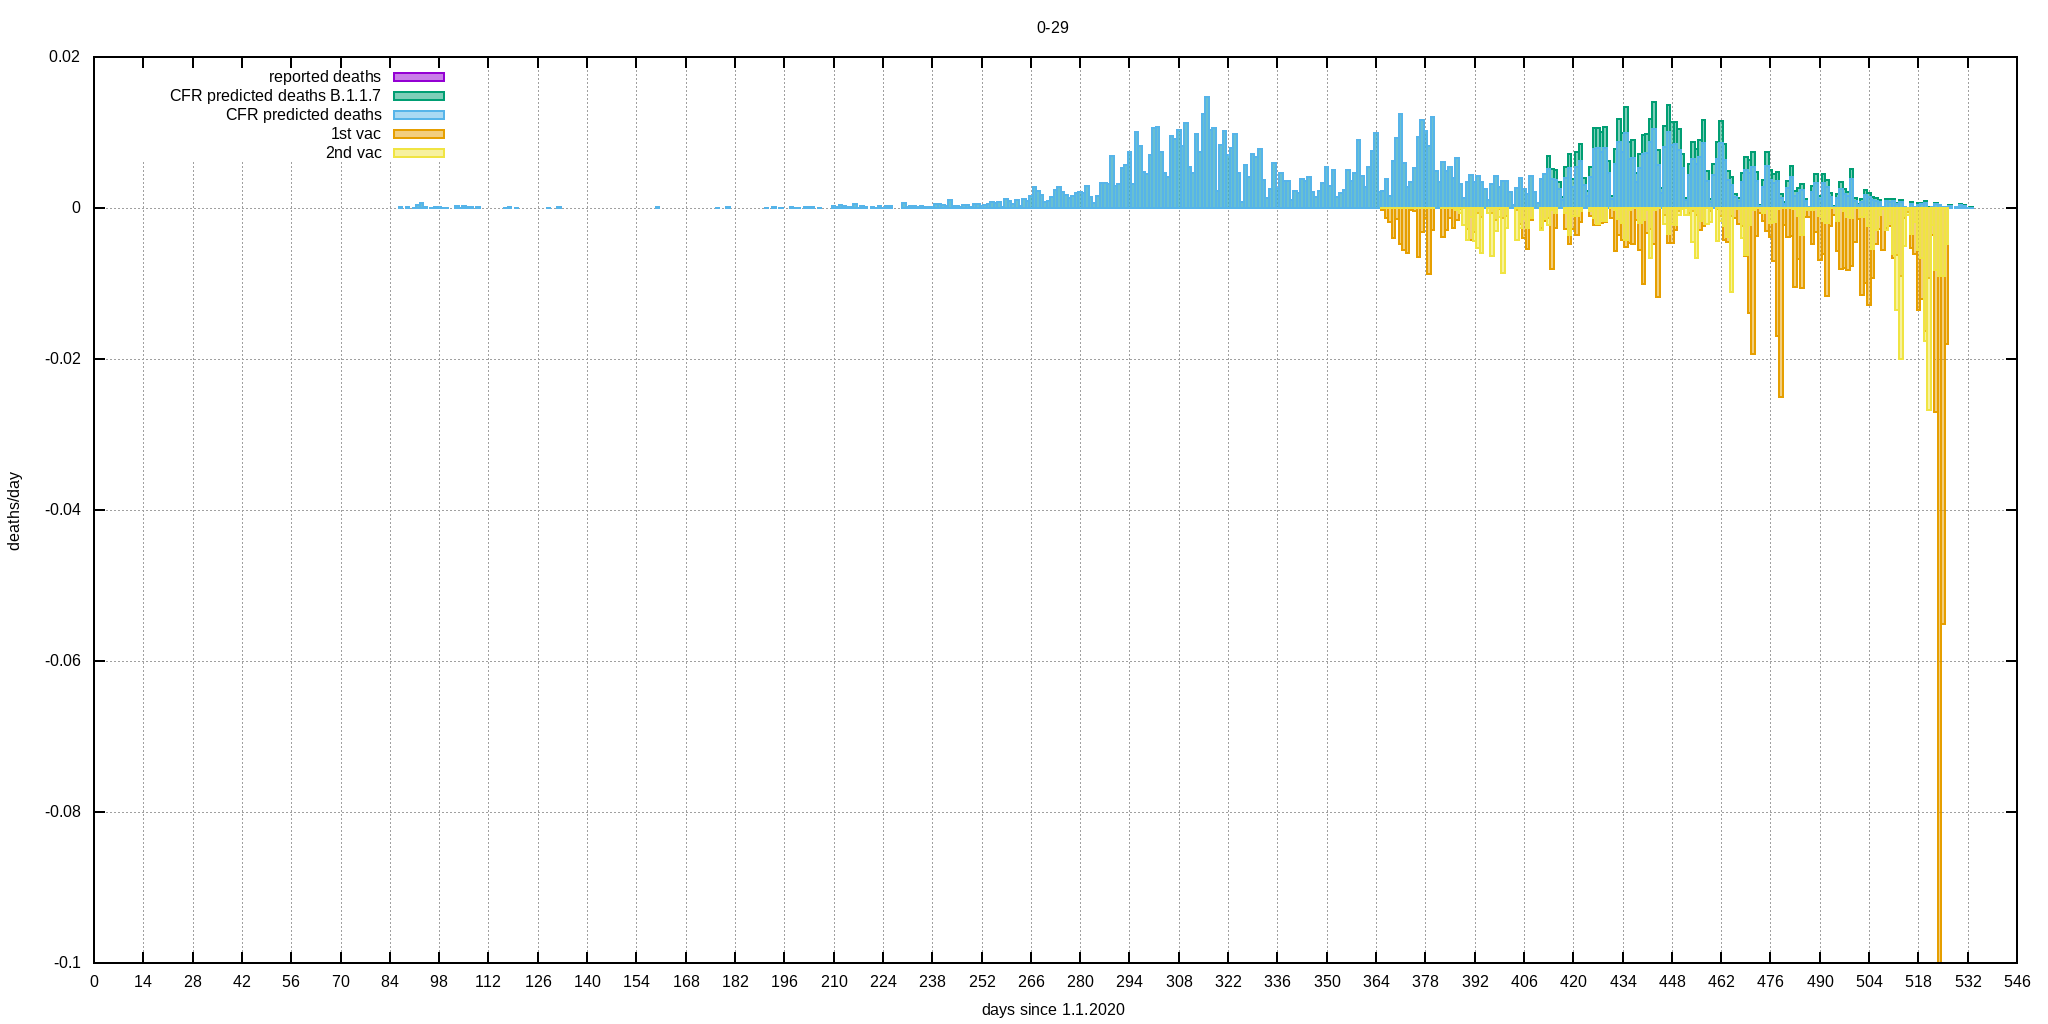 0-29
0.02
reported deaths
CFR predicted deaths B.1.1.7
CFR predicted deaths
1st vac
2nd vac
0
-0.02
-0.04
deaths/day
-0.06
-0.08
-0.1
0 14 28 42 56 70 84 98 112 126 140 154 168 182 196 210 224 238 252 266 280 294 308 322 336 350 364 378 392 406 420 434 448 462 476 490 504 518 532 546
days since 1.1.2020